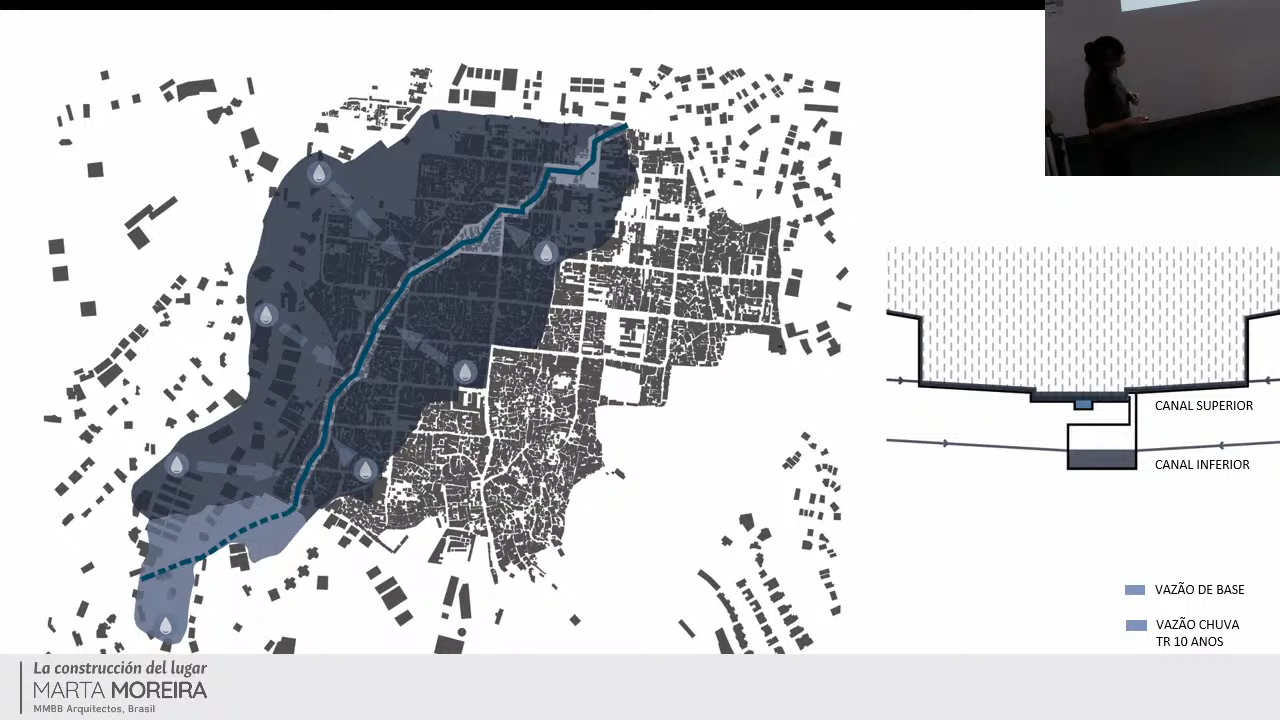 CANAL SUPERIOR
CANAL INFERIOR
VAZÃO DE BASE
VAZÃO CHUVA
TR 10 ANOS
La construcción del lugar
MARTA MOREIRA
MMBB Arquitectos, Brasil